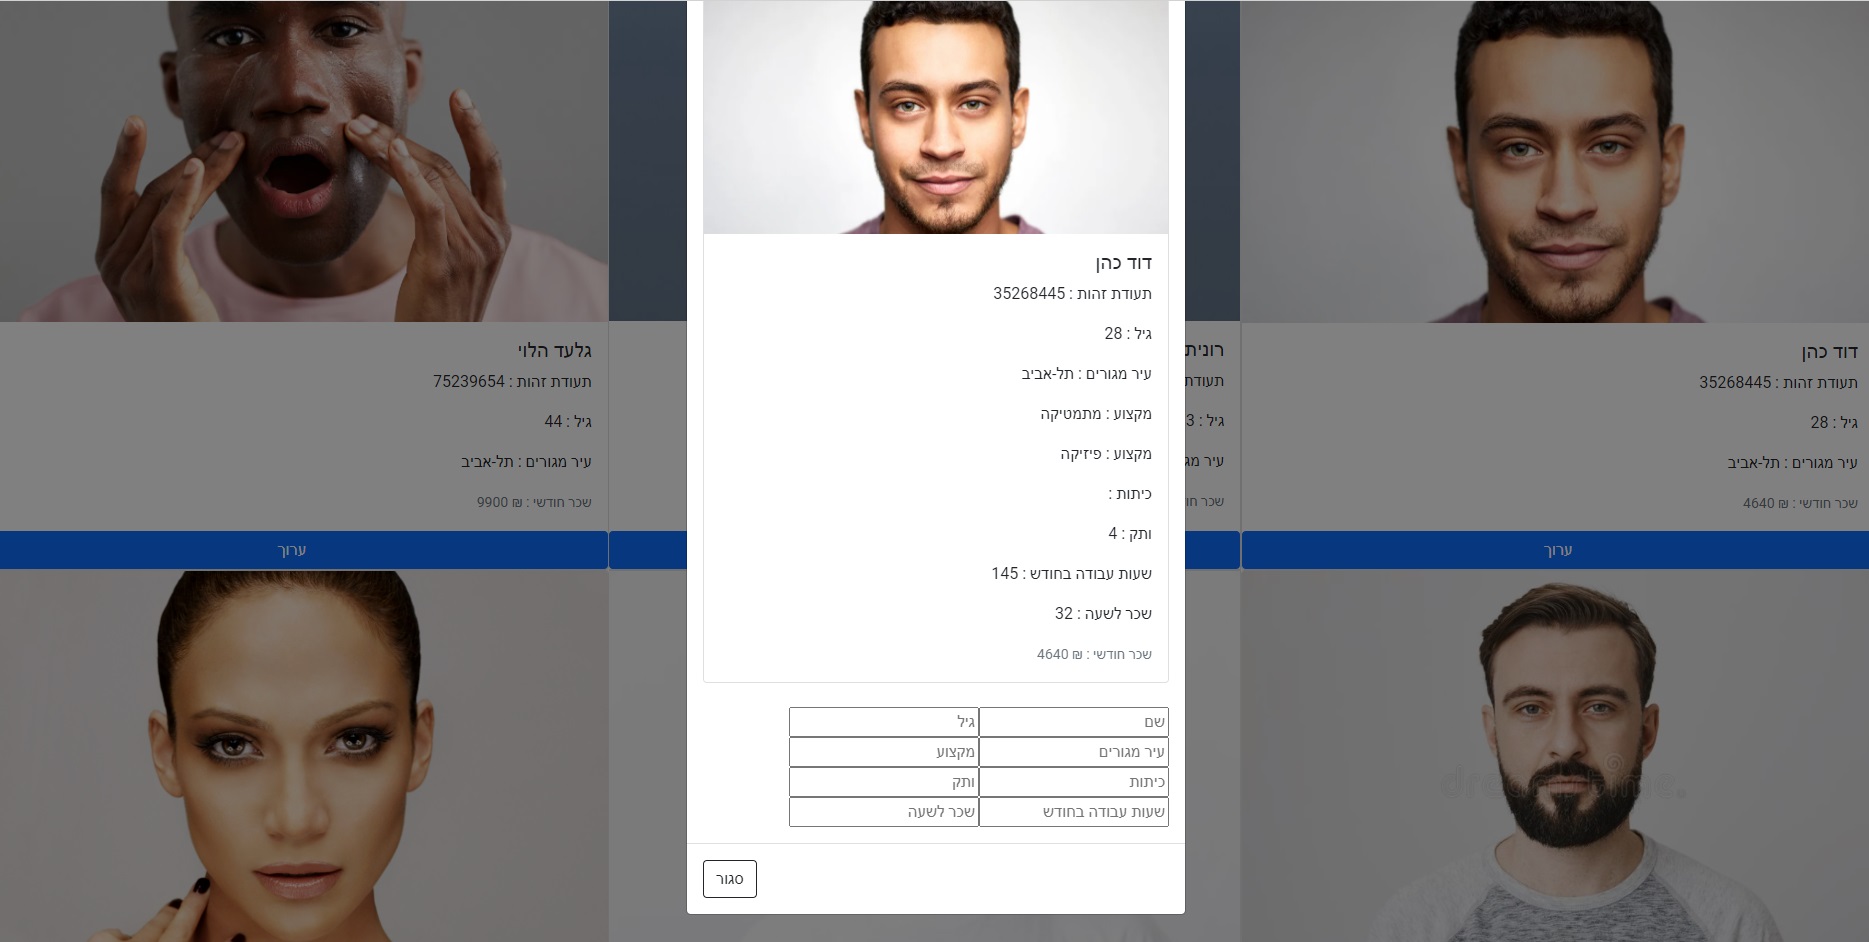 דוד כהן
תעודת זהות : 35268445
גיל : 28
עיר מגורים : תל-אביב
מקצוע : מתמטיקה
מקצוע : פיזיקה
כיתות :
ותק : 4
שעות עבודה בחודש : 145
שכר לשעה : 32
שכר חודשי : ₪ 4640
שם
גיל
עיר מגורים
מקצוע
כיתות
ותק
שעות עבודה בחודש
שכר לשעה
סגור
דוד כהן
תעודת זהות : 35268445
גיל : 28
עיר מגורים : תל-אביב
שכר חודשי : ₪ 4640
ערוך
רונית
תעודת
גיל : 3
עיר מג
שכר חו
גלעד הלוי
תעודת זהות : 75239654
גיל : 44
עיר מגורים : תל-אביב
שכר חודשי : ₪ 9900
ערוך
dreamstime.